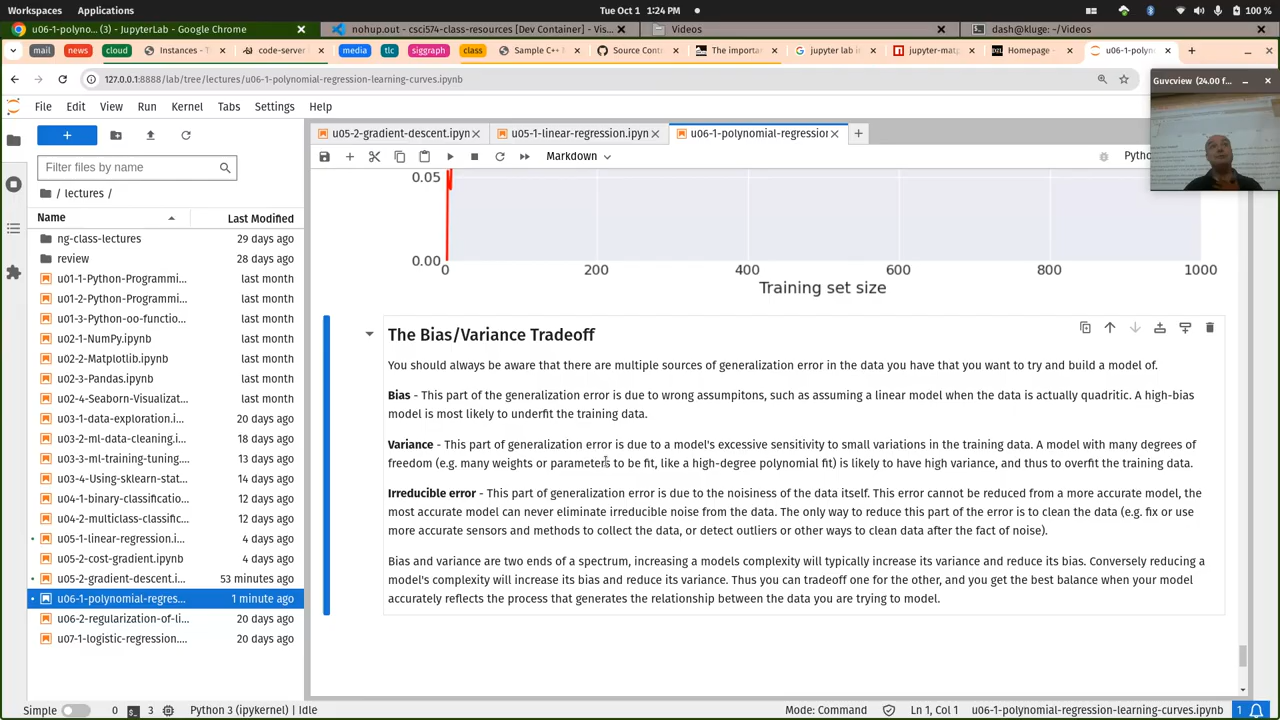 Workspaces Applications Tue Oct 1 1:24 PM 100 %
u06-1-polyno... (3) - JupyterLab - Google Chrome nohup.out - csci574-class-resources [Dev Container] - Vis... Videos dash@kluge: ~/Videos
mail news cloud Instances - T... code-server media tlc siggraph class Sample C++ Source Contr The importa jupyter lab is npm jupyter-mat D2L Homepage - u06-1-polyn
127.0.0.1:8888/lab/tree/lectures/u06-1-polynomial-regression-learning-curves.ipynb
Guvcview (24.00 f...
File Edit View Run Kernel Tabs Settings Help
u05-2-gradient-descent.ipyn u05-1-linear-regression.ipyn u06-1-polynomial-regression
Markdown
Filter files by name
/ lectures /
Name Last Modified
ng-class-lectures 29 days ago
review 28 days ago
u01-1-Python-Programmi... last month
u01-2-Python-Programmi... last month
u01-3-Python-oo-functio... last month
u02-1-NumPy.ipynb last month
u02-2-Matplotlib.ipynb last month
u02-3-Pandas.ipynb last month
u02-4-Seaborn-Visualizat... last month
u03-1-data-exploration.i... 20 days ago
u03-2-ml-data-cleaning.i... 18 days ago
u03-3-ml-training-tuning.... 13 days ago
u03-4-Using-sklearn-stat... 14 days ago
u04-1-binary-classificatio... 12 days ago
u04-2-multiclass-classific... 12 days ago
u05-1-linear-regression.i... 4 days ago
u05-2-cost-gradient.ipynb 4 days ago
u05-2-gradient-descent.i... 53 minutes ago
u06-1-polynomial-regres... 1 minute ago
u06-2-regularization-of-li... 20 days ago
u07-1-logistic-regression.... 20 days ago
0.05
0.00
0 200 400 600 800 1000
Training set size
The Bias/Variance Tradeoff
You should always be aware that there are multiple sources of generalization error in the data you have that you want to try and build a model of.
Bias - This part of the generalization error is due to wrong assumpitons, such as assuming a linear model when the data is actually quadritic. A high-bias
model is most likely to underfit the training data.
Variance - This part of generalization error is due to a model's excessive sensitivity to small variations in the training data. A model with many degrees of
freedom (e.g. many weights or parameters to be fit, like a high-degree polynomial fit) is likely to have high variance, and thus to overfit the training data.
Irreducible error - This part of generalization error is due to the noisiness of the data itself. This error cannot be reduced from a more accurate model, the
most accurate model can never eliminate irreducible noise from the data. The only way to reduce this part of the error is to clean the data (e.g. fix or use
more accurate sensors and methods to collect the data, or detect outliers or other ways to clean data after the fact of noise).
Bias and variance are two ends of a spectrum, increasing a models complexity will typically increase its variance and reduce its bias. Conversely reducing a
model's complexity will increase its bias and reduce its variance. Thus you can tradeoff one for the other, and you get the best balance when your model
accurately reflects the process that generates the relationship between the data you are trying to model.
Simple 0 3 Python 3 (ipykernel) | Idle Mode: Command Ln 1, Col 1 u06-1-polynomial-regression-learning-curves.ipynb 1